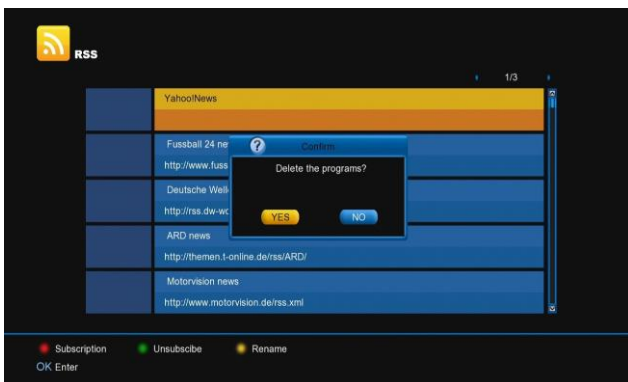 RSS
1/3
Yahoo!News
Fussball 24 ne
http://www.fuss
Deutsche Well
http://rss.dw-wo
ARD news
http://themen.t-online.de/rss/ARD/
Motorvision news
http://www.motorvision.de/rss.xml
Confirm
Delete the programs?
YES NO
Subscription Unsubscibe Rename
OK Enter